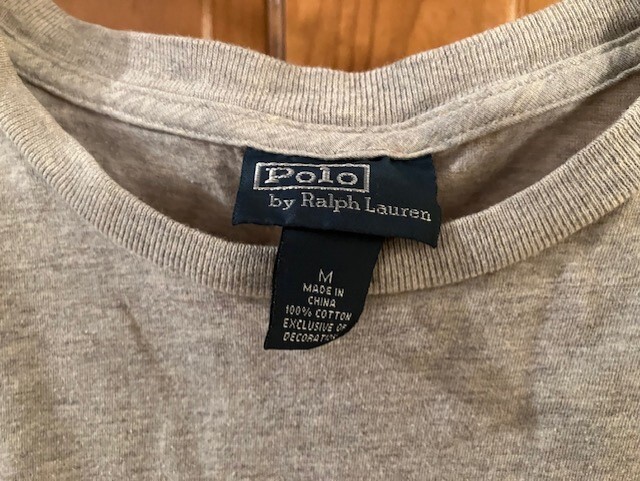 Polo
by Ralph Lauren
M
MADE IN
CHINA
100% COTTON
EXCLUSIVE OF
DECORATION